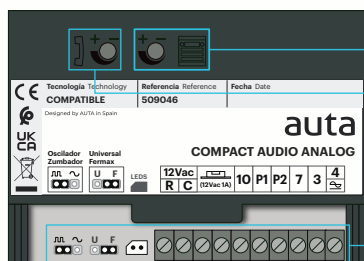 + - + -
Tecnología Technology Referencia Reference Fecha Date
COMPATIBLE 509046
Designed by AUTA in Spain
CE
UK
CA
auta
COMPACT AUDIO ANALOG
Oscilador Universal
Zumbador Fermax
U F
LEDS
12Vac
R C
(12Vac 1A)
10 P1 P2 7 3 4
U F